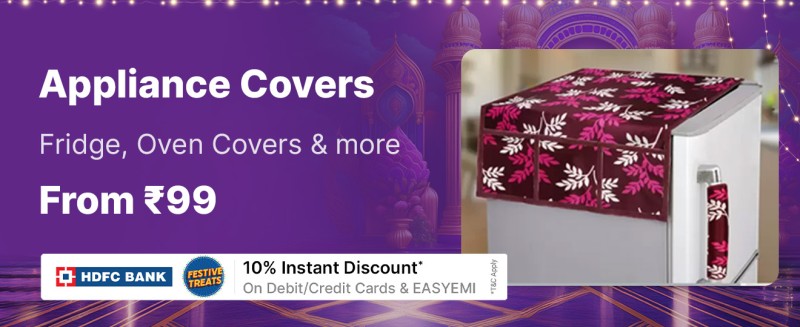 Appliance Covers
Fridge, Oven Covers & more
From ₹99
HDFC BANK
FESTIVE
TREATS
10% Instant Discount*
On Debit/Credit Cards & EASYEMI
*T&C Apply